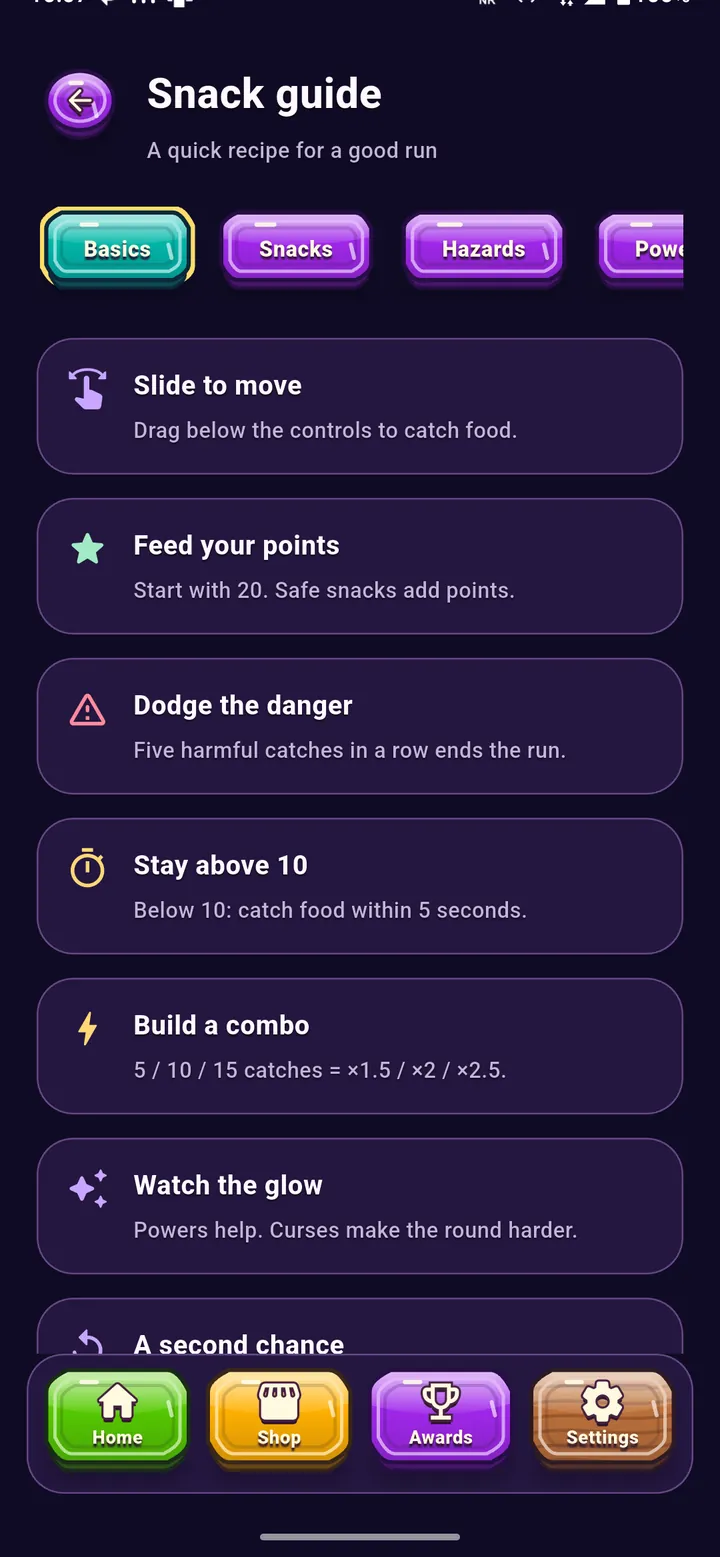 Snack guide
A quick recipe for a good run
Basics
Snacks
Hazards
Slide to move
Drag below the controls to catch food.
Feed your points
Start with 20. Safe snacks add points.
Dodge the danger
Five harmful catches in a row ends the run.
Stay above 10
Below 10: catch food within 5 seconds.
Build a combo
5 / 10 / 15 catches = ×1.5 / ×2 / ×2.5.
Watch the glow
Powers help. Curses make the round harder.
A second chance
Home
Shop
Awards
Settings